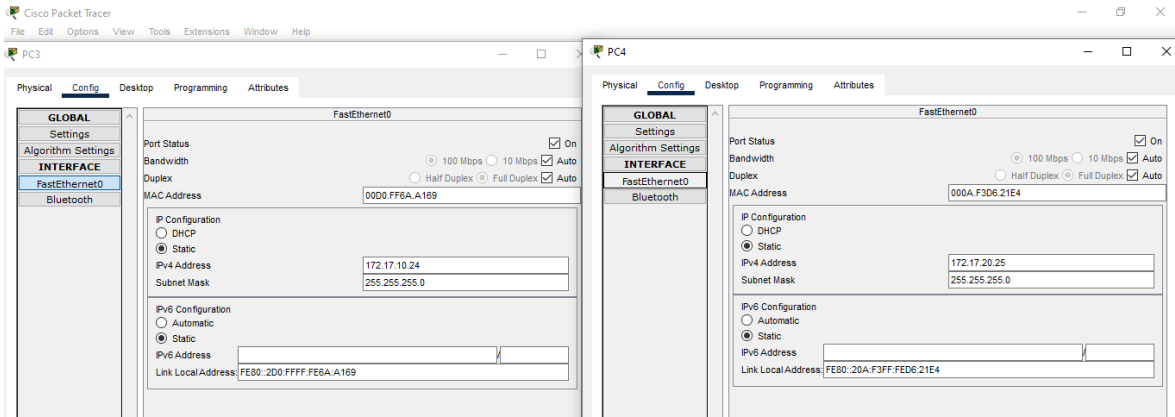 Cisco Packet Tracer
File Edit Options View Tools Extensions Window Help
PC3
Physical Config Desktop Programming Attributes
GLOBAL
Settings
Algorithm Settings
INTERFACE
FastEthernet0
Bluetooth
FastEthernet0
Port Status On
Bandwidth 100 Mbps 10 Mbps Auto
Duplex Half Duplex Full Duplex Auto
MAC Address 00D0.FF6A.A169
IP Configuration
DHCP
Static
IPv4 Address 172.17.10.24
Subnet Mask 255.255.255.0
IPv6 Configuration
Automatic
Static
IPv6 Address /
Link Local Address: FE80::2D0:FFFF:FE6A:A169
PC4
Physical Config Desktop Programming Attributes
GLOBAL
Settings
Algorithm Settings
INTERFACE
FastEthernet0
Bluetooth
FastEthernet0
Port Status On
Bandwidth 100 Mbps 10 Mbps Auto
Duplex Half Duplex Full Duplex Auto
MAC Address 000A.F3D6.21E4
IP Configuration
DHCP
Static
IPv4 Address 172.17.20.25
Subnet Mask 255.255.255.0
IPv6 Configuration
Automatic
Static
IPv6 Address /
Link Local Address: FE80::20A:F3FF:FED6:21E4